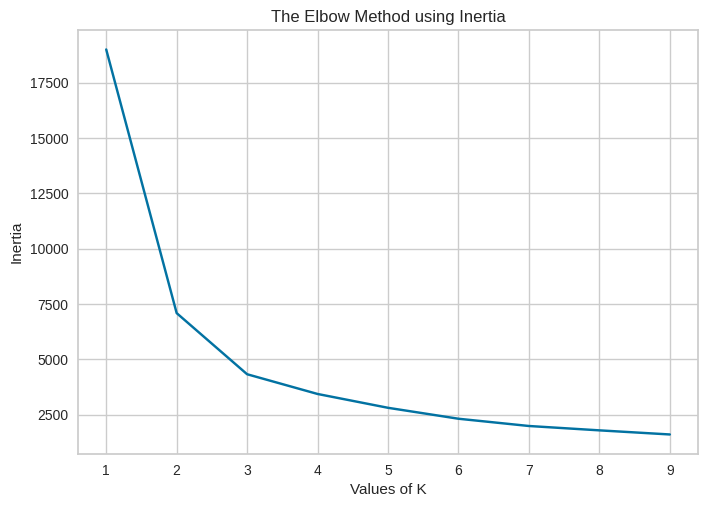 The Elbow Method using Inertia
17500
15000
12500
10000
7500
5000
2500
Inertia
1 2 3 4 5 6 7 8 9
Values of K